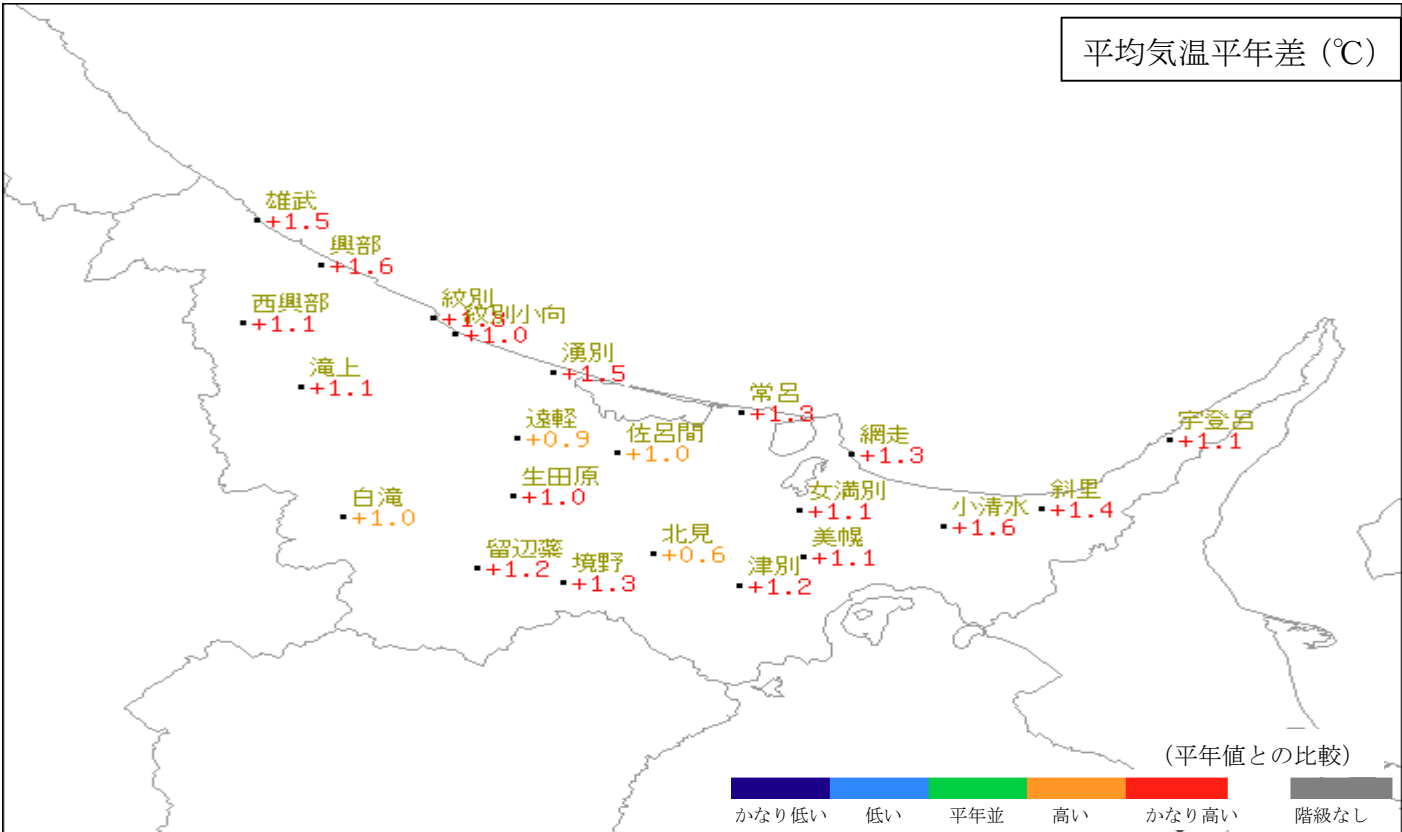 平均気温平年差（℃）
雄武
+1.5
興部
+1.6
西興部
+1.1
紋別
+1.3
紋別小向
+1.0
滝上
+1.1
湧別
+1.5
常呂
+1.3
遠軽
+0.9
佐呂間
+1.0
網走
+1.3
宇登呂
+1.1
生田原
+1.0
白滝
+1.0
女満別
+1.1
小清水
+1.6
斜里
+1.4
留辺蘂
+1.2
境野
+1.3
北見
+0.6
津別
+1.2
美幌
+1.1
（平年値との比較）
かなり低い 低い 平年並 高い かなり高い 階級なし